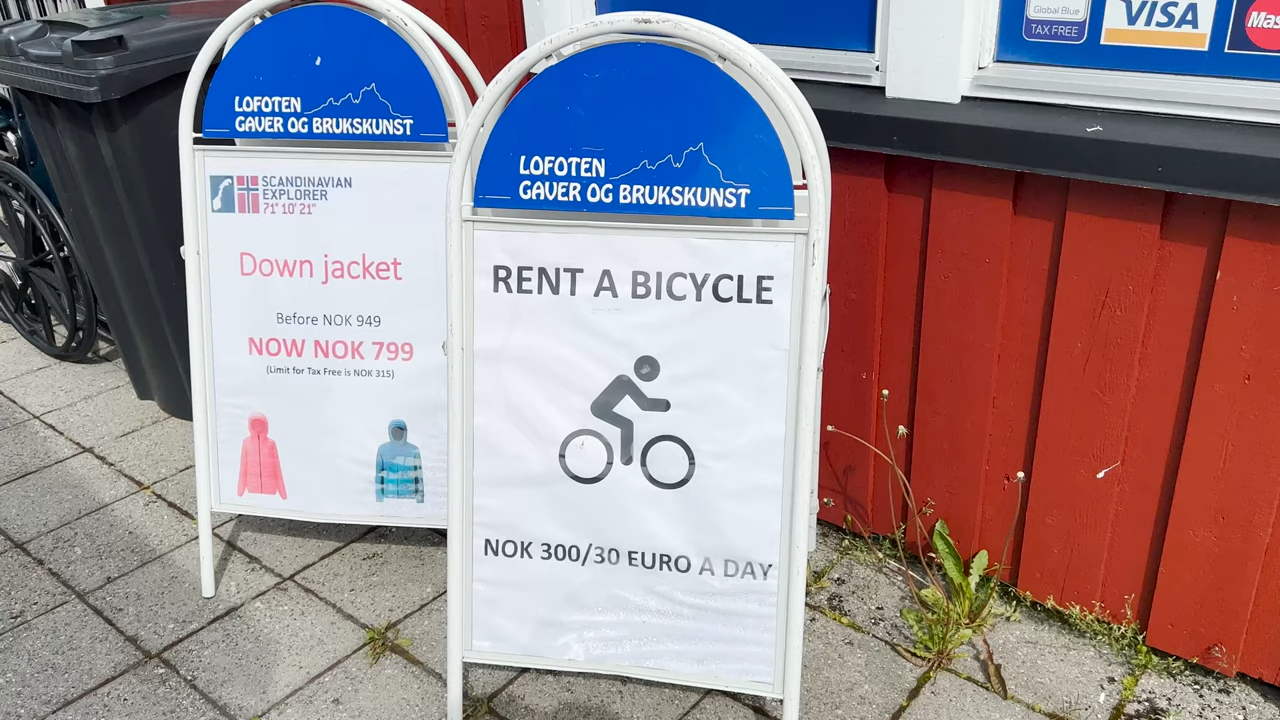 LOFOTEN
GAVER OG BRUKSKUNST
SCANDINAVIAN
EXPLORER
71° 10' 21"
Down jacket
Before NOK 949
NOW NOK 799
(Limit for Tax Free is NOK 315)
LOFOTEN
GAVER OG BRUKSKUNST
RENT A BICYCLE
NOK 300/30 EURO A DAY
Global Blue
TAX FREE
VISA
Mas